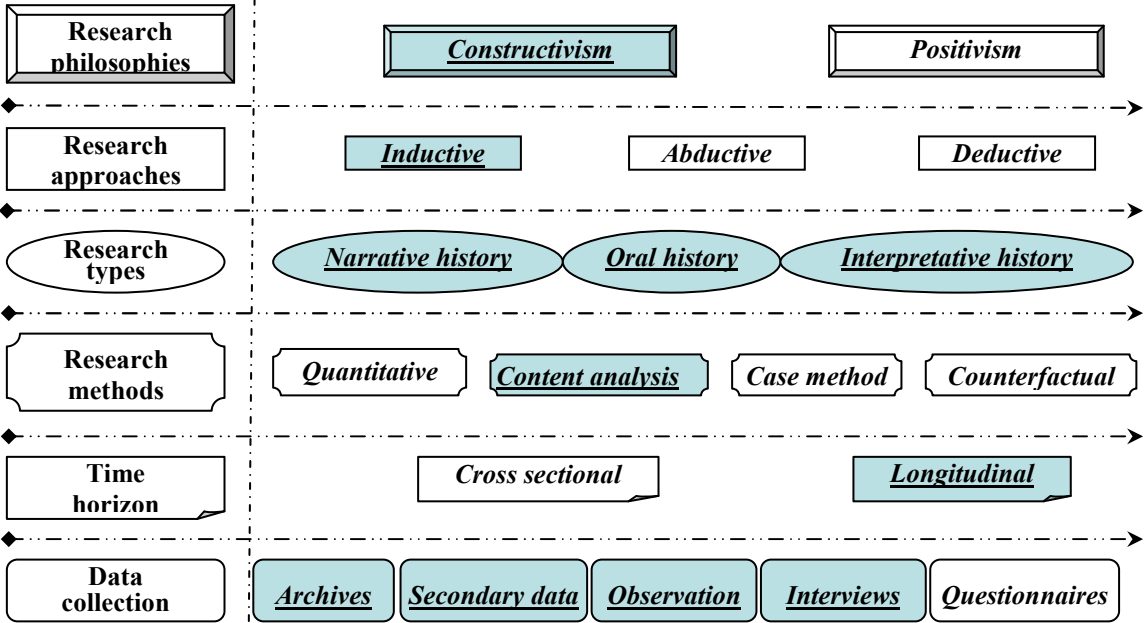 Research
philosophies
Constructivism
Positivism
Research
approaches
Inductive
Abductive
Deductive
Research
types
Narrative history
Oral history
Interpretative history
Research
methods
Quantitative
Content analysis
Case method
Counterfactual
Time
horizon
Cross sectional
Longitudinal
Data
collection
Archives
Secondary data
Observation
Interviews
Questionnaires